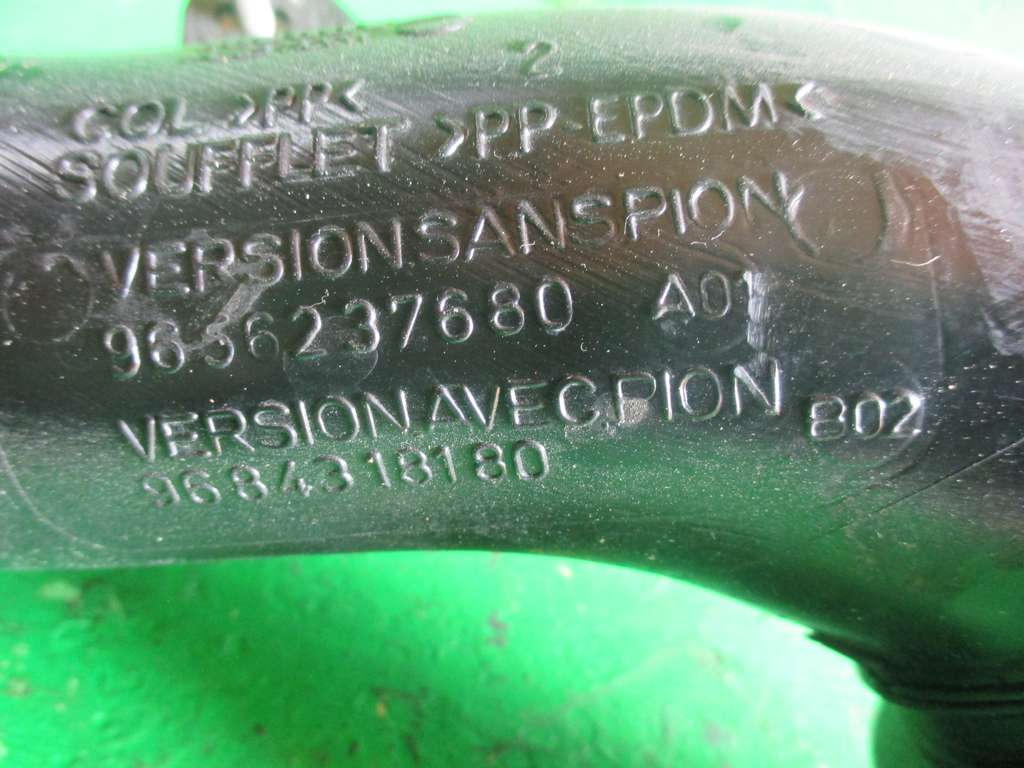 2
COL >PP<
SOUFFLET >PP EPDM<
VERSION SANS PION
9656237680 A01
VERSION AVEC PION B02
9684318180